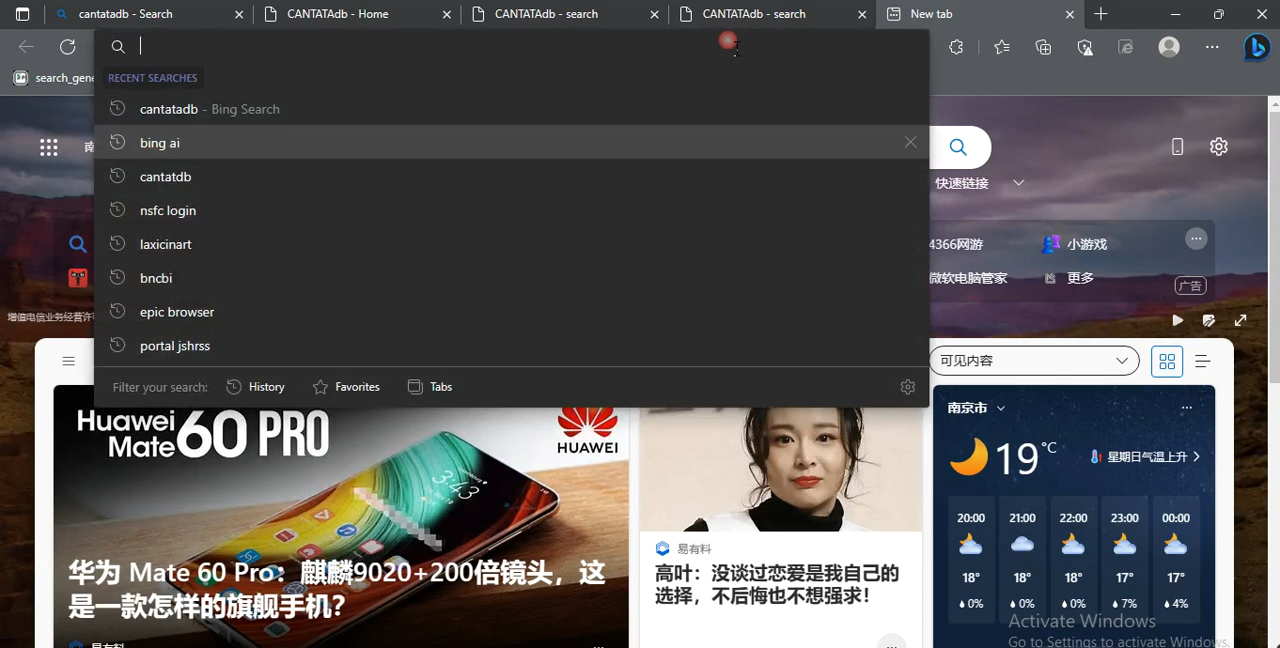 cantatadb - Search
CANTATAdb - Home
CANTATAdb - search
CANTATAdb - search
New tab
search_gene
RECENT SEARCHES
cantatadb - Bing Search
bing ai
cantatdb
nsfc login
laxicinart
bncbi
epic browser
portal jshrss
Filter your search:
History
Favorites
Tabs
南
快速链接
4366网游
小游戏
微软电脑管家
更多
广告
增值电信业务经营许
可见内容
Huawei
Mate 60 PRO
HUAWEI
3:43
华为 Mate 60 Pro：麒麟9020+200倍镜头，这
是一款怎样的旗舰手机？
易有料
易有料
高叶：没谈过恋爱是我自己的
选择，不后悔也不想强求！
南京市
19 °C
星期日气温上升
20:00 21:00 22:00 23:00 00:00
18° 18° 18° 17° 17°
0% 0% 0% 7% 4%
Activate Windows
Go to Settings to activate Windows.